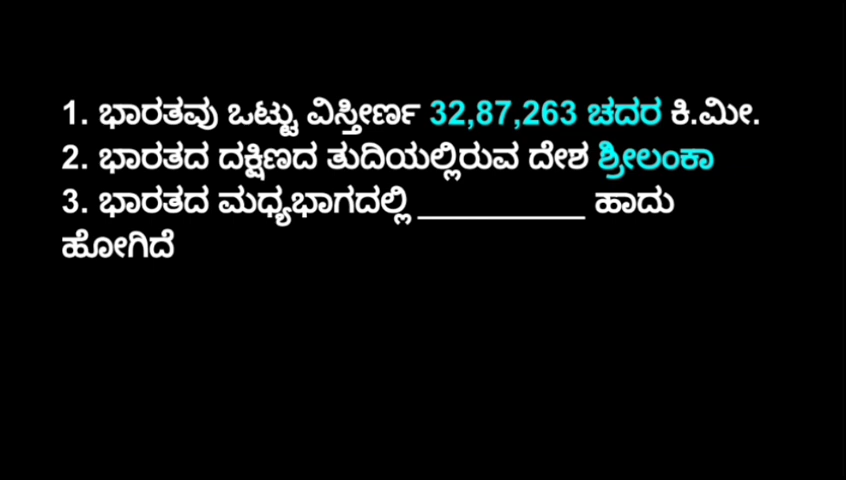 1. ಭಾರತವು ಒಟ್ಟು ವಿಸ್ತೀರ್ಣ 32,87,263 ಚದರ ಕಿ.ಮೀ.
2. ಭಾರತದ ದಕ್ಷಿಣದ ತುದಿಯಲ್ಲಿರುವ ದೇಶ ಶ್ರೀಲಂಕಾ
3. ಭಾರತದ ಮಧ್ಯಭಾಗದಲ್ಲಿ __________ ಹಾದು
ಹೋಗಿದೆ